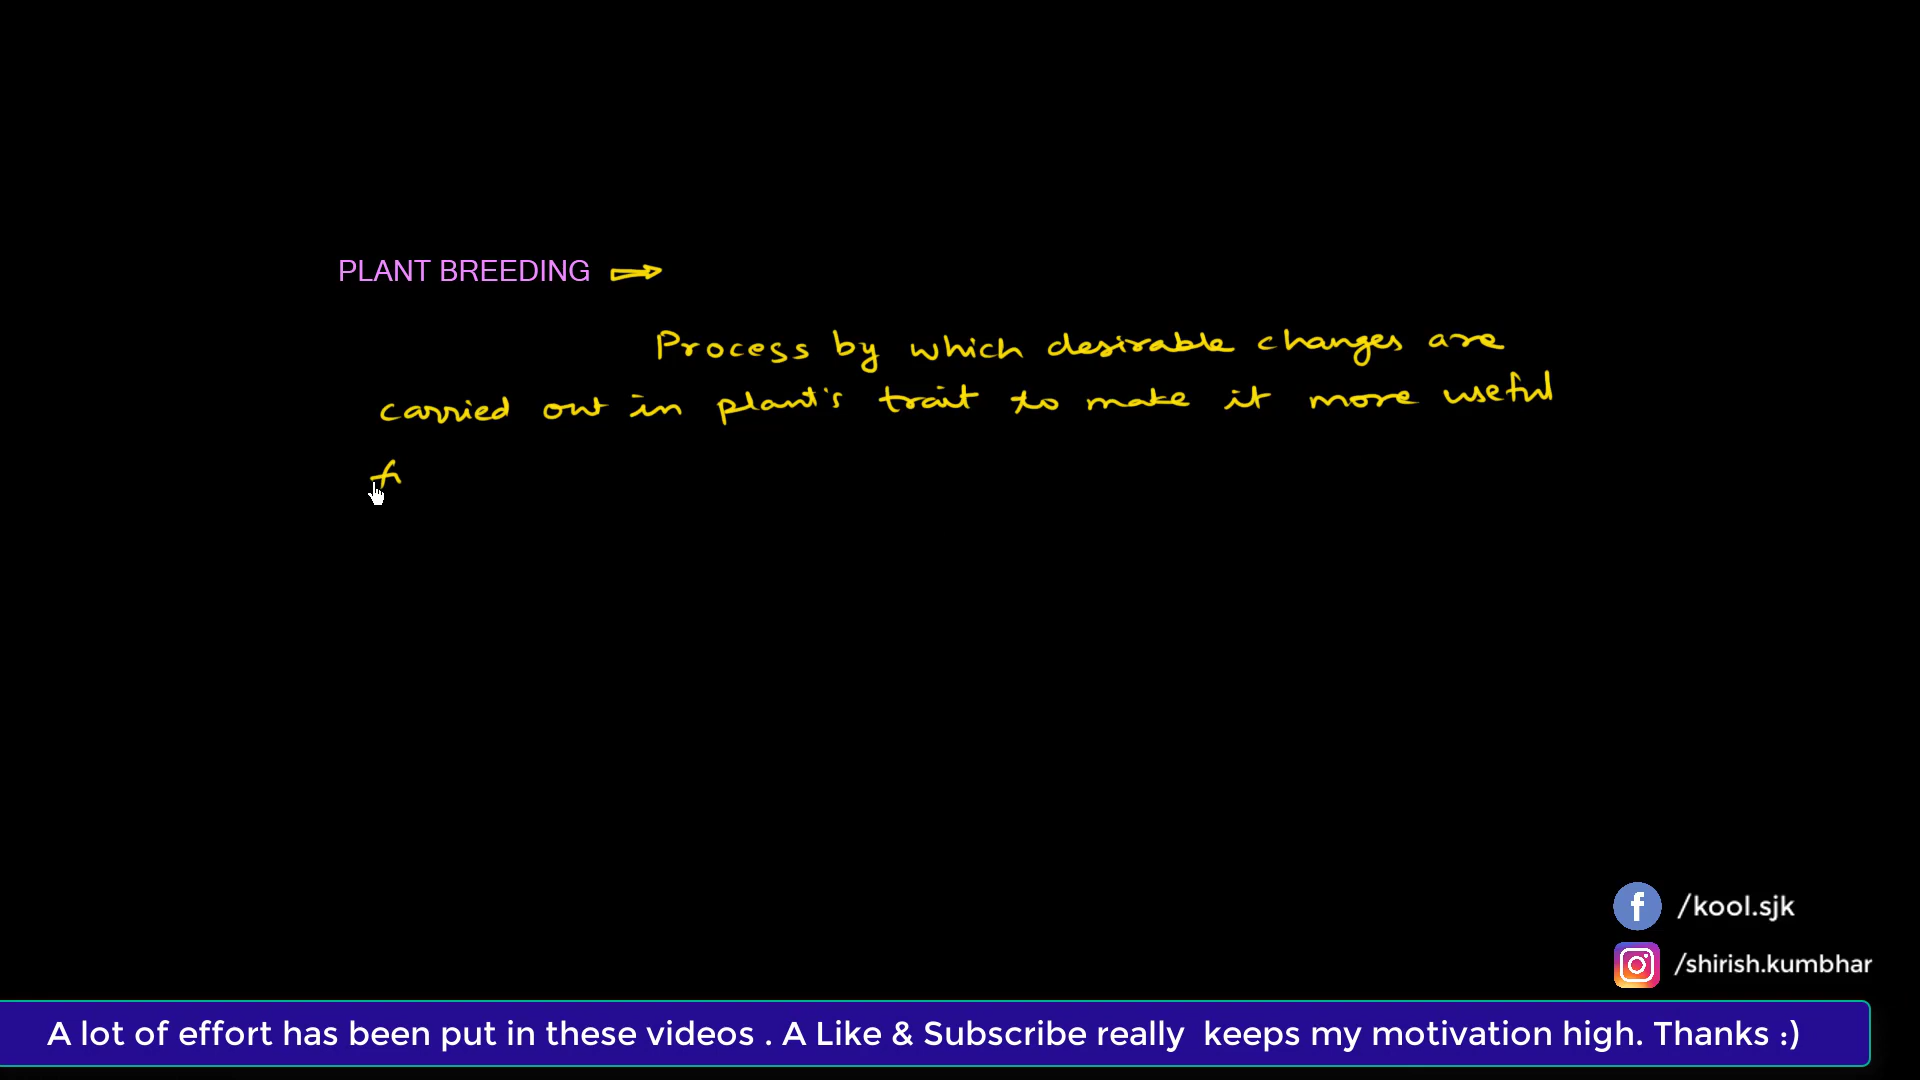 PLANT BREEDING
Process by which desirable changes are
carried out in plant's trait to make it more useful
f
/kool.sjk
/shirish.kumbhar
A lot of effort has been put in these videos . A Like & Subscribe really keeps my motivation high. Thanks :)